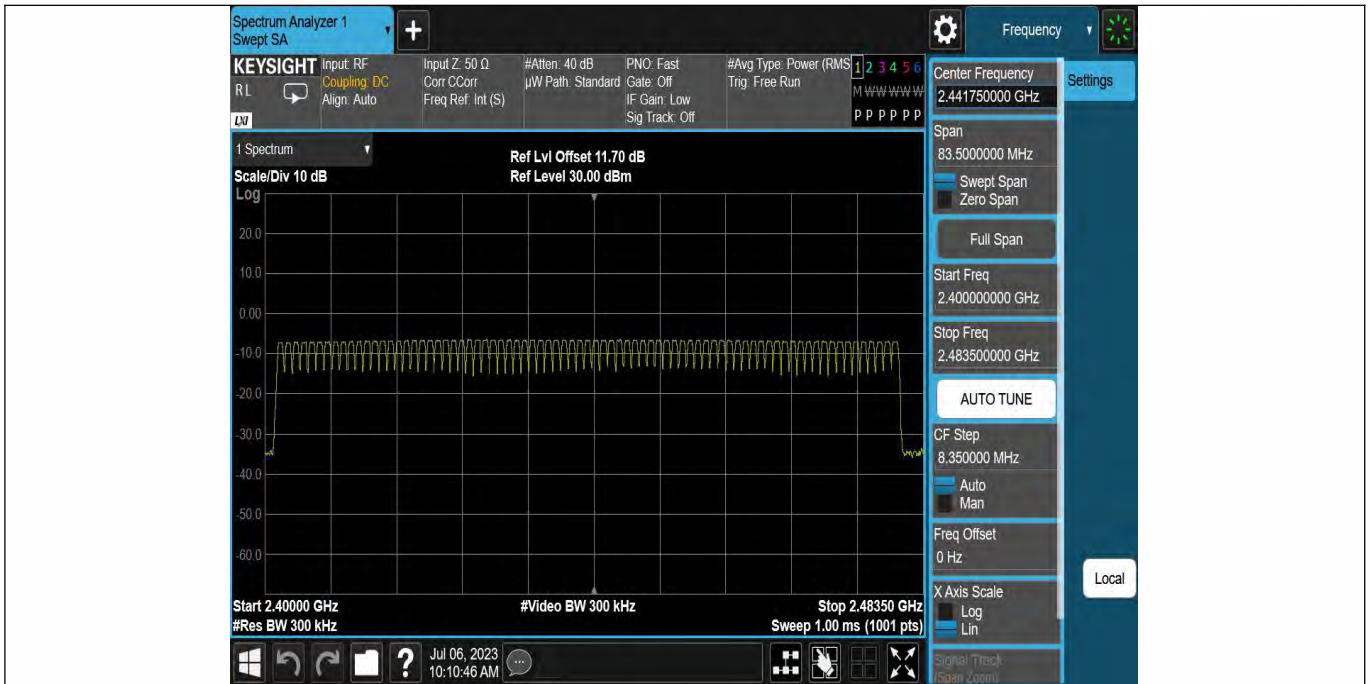 Spectrum Analyzer 1
Swept SA
+
Frequency
KEYSIGHT
RL
LXI
Input: RF
Coupling: DC
Align: Auto
Input Z: 50 Ω
Corr CCorr
Freq Ref: Int (S)
#Atten: 40 dB
µW Path: Standard
PNO: Fast
Gate: Off
IF Gain: Low
Sig Track: Off
#Avg Type: Power (RMS
Trig: Free Run
1 2 3 4 5 6
M W W W W W
P P P P P P
Center Frequency
2.441750000 GHz
Settings
Span
83.5000000 MHz
Swept Span
Zero Span
Full Span
Start Freq
2.400000000 GHz
Stop Freq
2.483500000 GHz
AUTO TUNE
CF Step
8.350000 MHz
Auto
Man
Freq Offset
0 Hz
X Axis Scale
Log
Lin
Signal Track
(Span Zoom)
Local
1 Spectrum
Scale/Div 10 dB
Ref Lvl Offset 11.70 dB
Ref Level 30.00 dBm
Log
20.0
10.0
0.00
-10.0
-20.0
-30.0
-40.0
-50.0
-60.0
Start 2.40000 GHz
#Video BW 300 kHz
Stop 2.48350 GHz
#Res BW 300 kHz
Sweep 1.00 ms (1001 pts)
?
Jul 06, 2023
10:10:46 AM